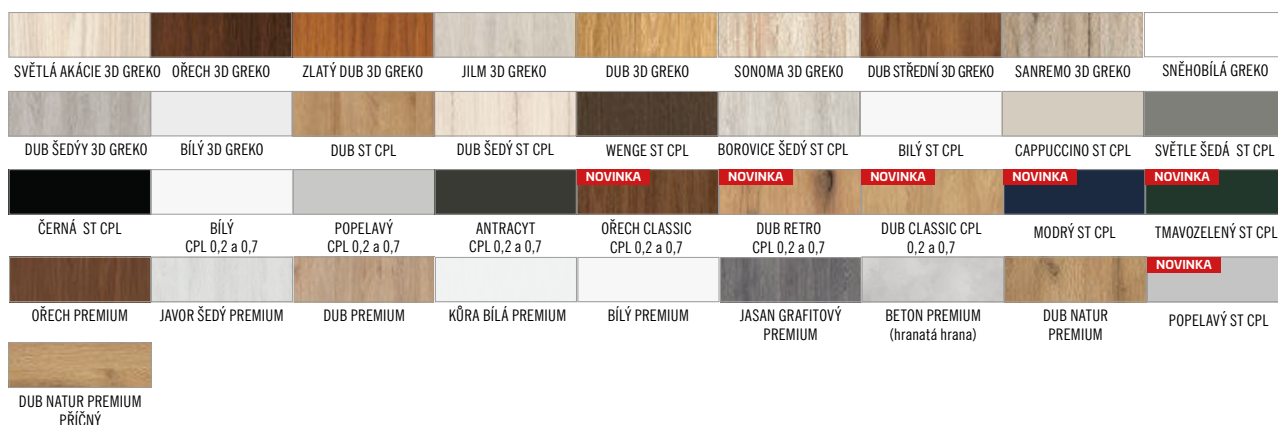 SVĚTLÁ AKÁCIE 3D GREKO
OŘECH 3D GREKO
ZLATÝ DUB 3D GREKO
JILM 3D GREKO
DUB 3D GREKO
SONOMA 3D GREKO
DUB STŘEDNÍ 3D GREKO
SANREMO 3D GREKO
SNĚHOBÍLÁ GREKO
DUB ŠEDÝY 3D GREKO
BÍLÝ 3D GREKO
DUB ST CPL
DUB ŠEDÝ ST CPL
WENGE ST CPL
BOROVICE ŠEDÝ ST CPL
BILÝ ST CPL
CAPPUCCINO ST CPL
SVĚTLE ŠEDÁ ST CPL
ČERNÁ ST CPL
BÍLÝ
CPL 0,2 a 0,7
POPELAVÝ
CPL 0,2 a 0,7
ANTRACYT
CPL 0,2 a 0,7
NOVINKA
OŘECH CLASSIC
CPL 0,2 a 0,7
NOVINKA
DUB RETRO
CPL 0,2 a 0,7
NOVINKA
DUB CLASSIC CPL
0,2 a 0,7
NOVINKA
MODRÝ ST CPL
NOVINKA
TMAVOZELENÝ ST CPL
OŘECH PREMIUM
JAVOR ŠEDÝ PREMIUM
DUB PREMIUM
KŮRA BÍLÁ PREMIUM
BÍLÝ PREMIUM
JASAN GRAFITOVÝ
PREMIUM
BETON PREMIUM
(hranatá hrana)
DUB NATUR
PREMIUM
NOVINKA
POPELAVÝ ST CPL
DUB NATUR PREMIUM
PŘÍČNÝ